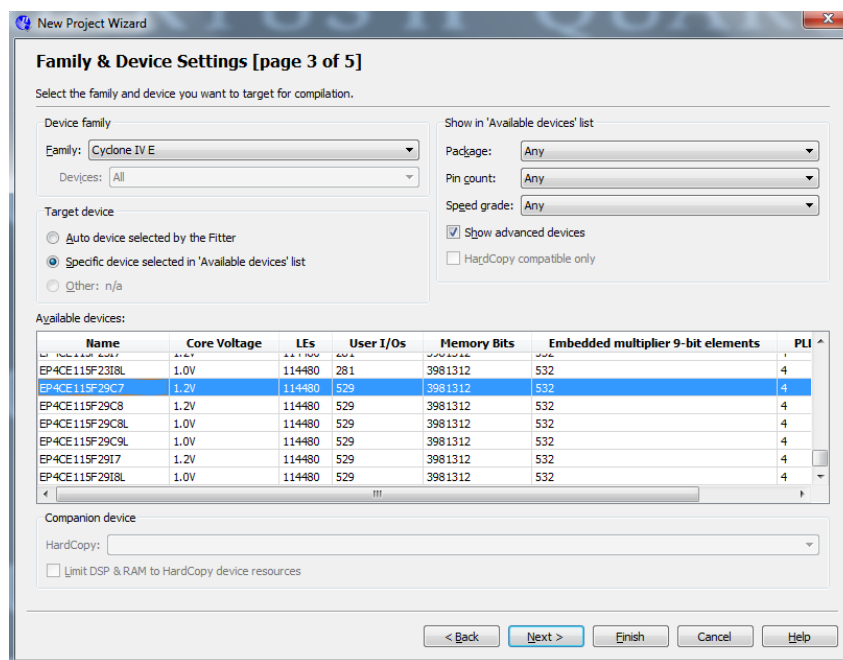 New Project Wizard
Family & Device Settings [page 3 of 5]
Select the family and device you want to target for compilation.
Device family
Family: Cyclone IV E
Devices: All
Target device
Auto device selected by the Fitter
Specific device selected in 'Available devices' list
Other: n/a
Show in 'Available devices' list
Package: Any
Pin count: Any
Speed grade: Any
Show advanced devices
HardCopy compatible only
Available devices:
Name Core Voltage LEs User I/Os Memory Bits Embedded multiplier 9-bit elements PLL
EP4CE115F23I8L 1.0V 114480 281 3981312 532 4
EP4CE115F29C7 1.2V 114480 529 3981312 532 4
EP4CE115F29C8 1.2V 114480 529 3981312 532 4
EP4CE115F29C8L 1.0V 114480 529 3981312 532 4
EP4CE115F29C9L 1.0V 114480 529 3981312 532 4
EP4CE115F29I7 1.2V 114480 529 3981312 532 4
EP4CE115F29I8L 1.0V 114480 529 3981312 532 4
Companion device
HardCopy:
Limit DSP & RAM to HardCopy device resources
< Back Next > Finish Cancel Help